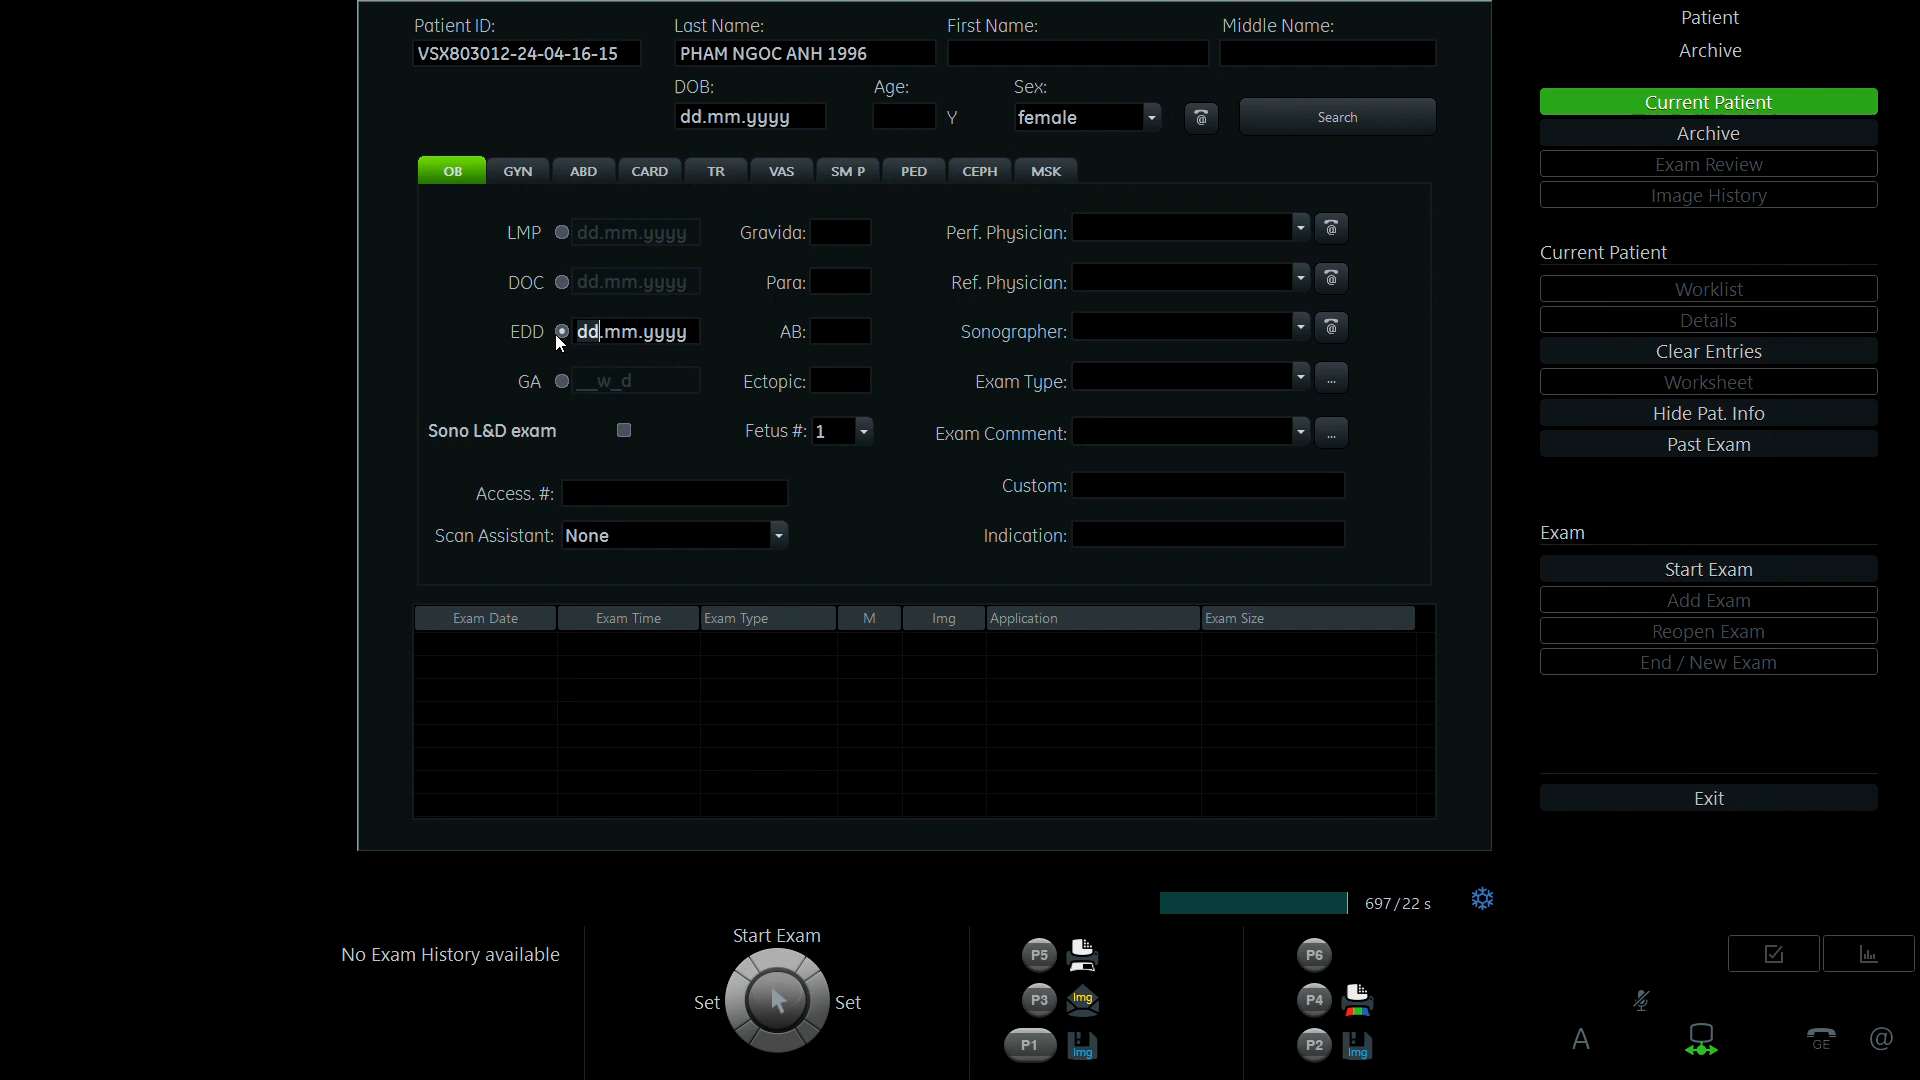 Patient ID: Last Name: First Name: Middle Name:
VSX803012-24-04-16-15 PHAM NGOC ANH 1996
DOB: Age: Sex:
dd.mm.yyyy Y female @ Search
OB GYN ABD CARD TR VAS SM P PED CEPH MSK
LMP dd.mm.yyyy Gravida: Perf. Physician: @
DOC dd.mm.yyyy Para: Ref. Physician: @
EDD dd.mm.yyyy AB: Sonographer: @
GA __w_d Ectopic: Exam Type: ...
Sono L&D exam Fetus #: 1 Exam Comment: ...
Access. #: Custom:
Scan Assistant: None Indication:
Exam Date Exam Time Exam Type M Img Application Exam Size
Patient
Archive
Current Patient
Archive
Exam Review
Image History
Current Patient
Worklist
Details
Clear Entries
Worksheet
Hide Pat. Info
Past Exam
Exam
Start Exam
Add Exam
Reopen Exam
End / New Exam
Exit
697/22 s
No Exam History available
Start Exam
Set Set
P5
P3 Img
P1 Img
P6
P4
P2 Img
A GE @